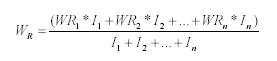 W_R = (WR_1 * I_1 + WR_2 * I_2 + ... + WR_n * I_n) / (I_1 + I_2 + ... + I_n)